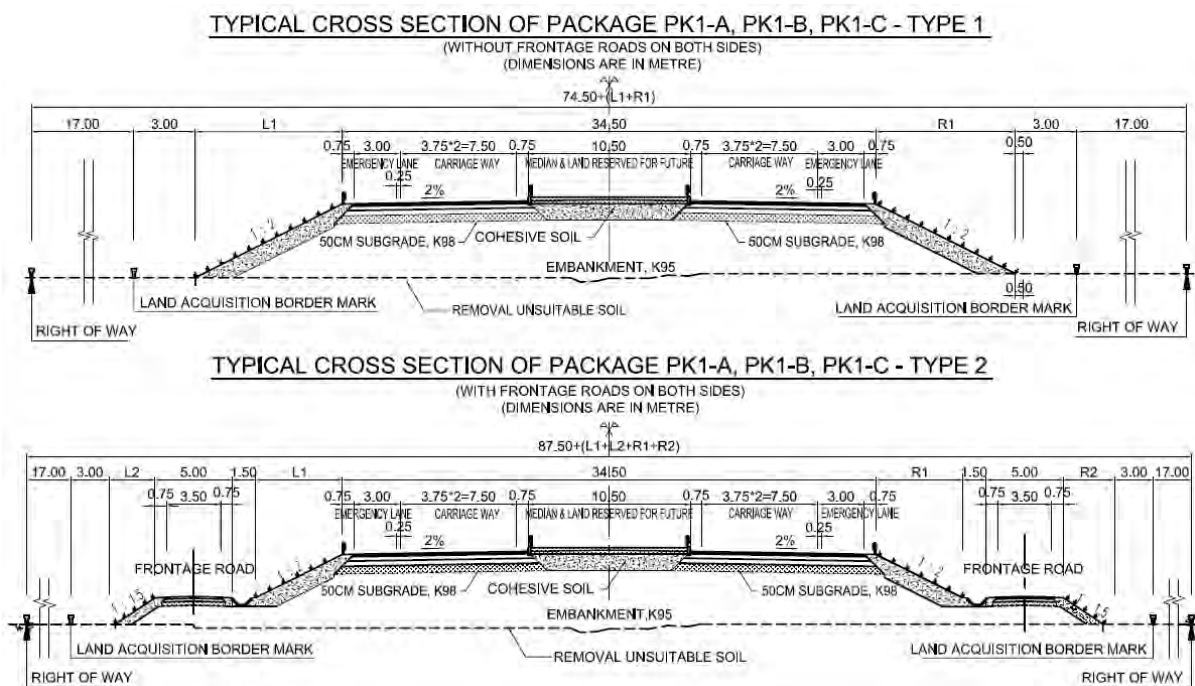 TYPICAL CROSS SECTION OF PACKAGE PK1-A, PK1-B, PK1-C - TYPE 1
(WITHOUT FRONTAGE ROADS ON BOTH SIDES)
(DIMENSIONS ARE IN METRE)
74.50+(L1+R1)
17.00 3.00 L1 34.50 R1 3.00 17.00
0.75 3.00 3.75*2=7.50 0.75 10.50 0.75 3.75*2=7.50 3.00 0.75 0.50
EMERGENCY LANE CARRIAGE WAY MEDIAN & LAND RESERVED FOR FUTURE CARRIAGE WAY EMERGENCY LANE
0.25 0.25
2% 2%
1:2 1:2
50CM SUBGRADE, K98 COHESIVE SOIL 50CM SUBGRADE, K98
EMBANKMENT, K95
0.50
LAND ACQUISITION BORDER MARK REMOVAL UNSUITABLE SOIL LAND ACQUISITION BORDER MARK
RIGHT OF WAY RIGHT OF WAY
TYPICAL CROSS SECTION OF PACKAGE PK1-A, PK1-B, PK1-C - TYPE 2
(WITH FRONTAGE ROADS ON BOTH SIDES)
(DIMENSIONS ARE IN METRE)
87.50+(L1+L2+R1+R2)
17.00 3.00 L2 5.00 1.50 L1 34.50 R1 1.50 5.00 R2 3.00 17.00
0.75 3.50 0.75 0.75 3.00 3.75*2=7.50 0.75 10.50 0.75 3.75*2=7.50 3.00 0.75 0.75 3.50 0.75
EMERGENCY LANE CARRIAGE WAY MEDIAN & LAND RESERVED FOR FUTURE CARRIAGE WAY EMERGENCY LANE
0.25 0.25
2% 2%
FRONTAGE ROAD FRONTAGE ROAD
1:2
50CM SUBGRADE, K98 COHESIVE SOIL 50CM SUBGRADE, K98
EMBANKMENT,K95
LAND ACQUISITION BORDER MARK REMOVAL UNSUITABLE SOIL LAND ACQUISITION BORDER MARK
RIGHT OF WAY RIGHT OF WAY